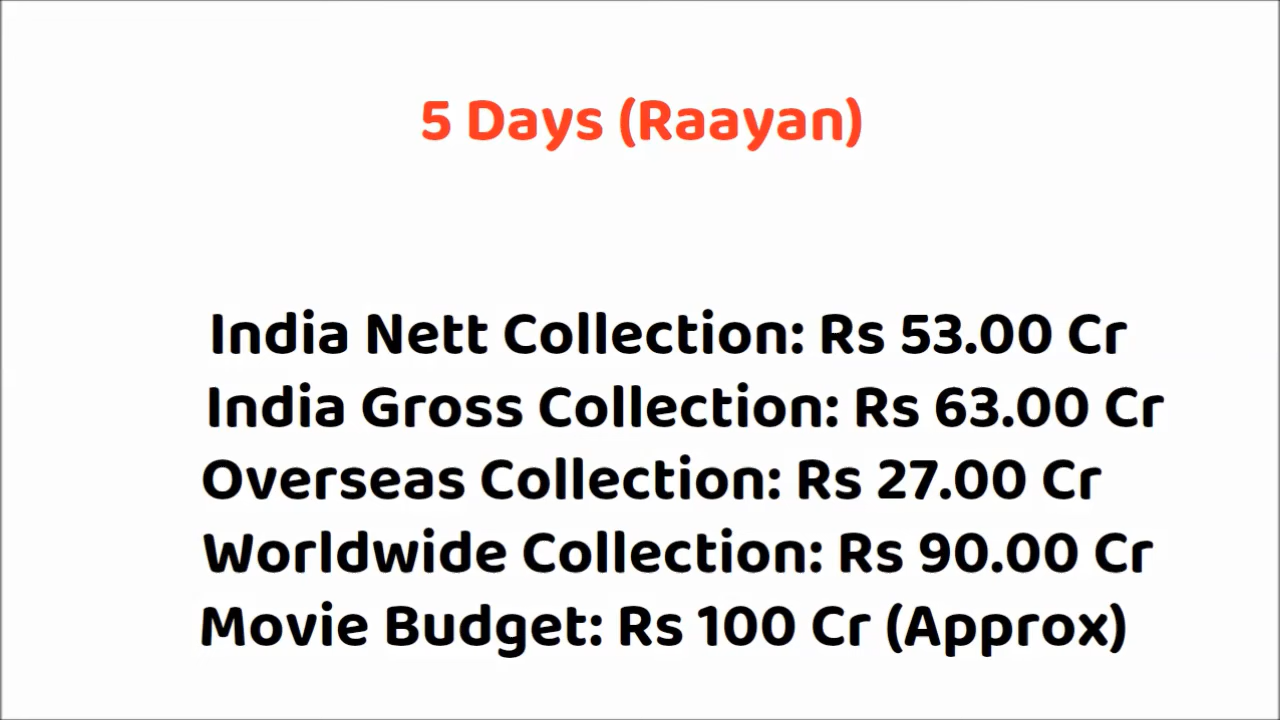 5 Days (Raayan)
India Nett Collection: Rs 53.00 Cr
India Gross Collection: Rs 63.00 Cr
Overseas Collection: Rs 27.00 Cr
Worldwide Collection: Rs 90.00 Cr
Movie Budget: Rs 100 Cr (Approx)